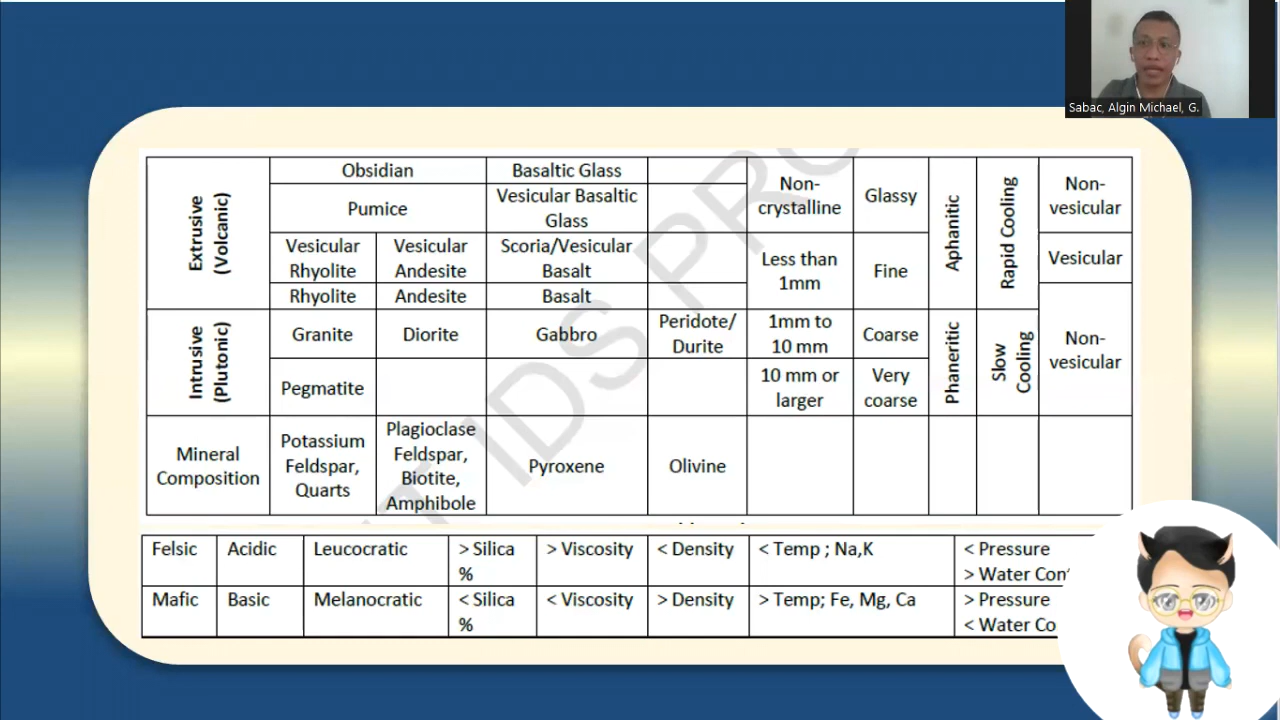 Sabac, Algin Michael, G.
Extrusive
(Volcanic)
Obsidian
Basaltic Glass
Non-
crystalline
Glassy
Aphanitic
Rapid Cooling
Non-
vesicular
Pumice
Vesicular Basaltic
Glass
Vesicular
Rhyolite
Vesicular
Andesite
Scoria/Vesicular
Basalt
Less than
1mm
Fine
Vesicular
Rhyolite
Andesite
Basalt
Intrusive
(Plutonic)
Granite
Diorite
Gabbro
Peridote/
Durite
1mm to
10 mm
Coarse
Phaneritic
Slow
Cooling
Non-
vesicular
Pegmatite
10 mm or
larger
Very
coarse
Mineral
Composition
Potassium
Feldspar,
Quarts
Plagioclase
Feldspar,
Biotite,
Amphibole
Pyroxene
Olivine
Felsic
Acidic
Leucocratic
> Silica
%
> Viscosity
< Density
< Temp ; Na,K
< Pressure
> Water
Mafic
Basic
Melanocratic
< Silica
%
< Viscosity
> Density
> Temp; Fe, Mg, Ca
> Pressure
< Water